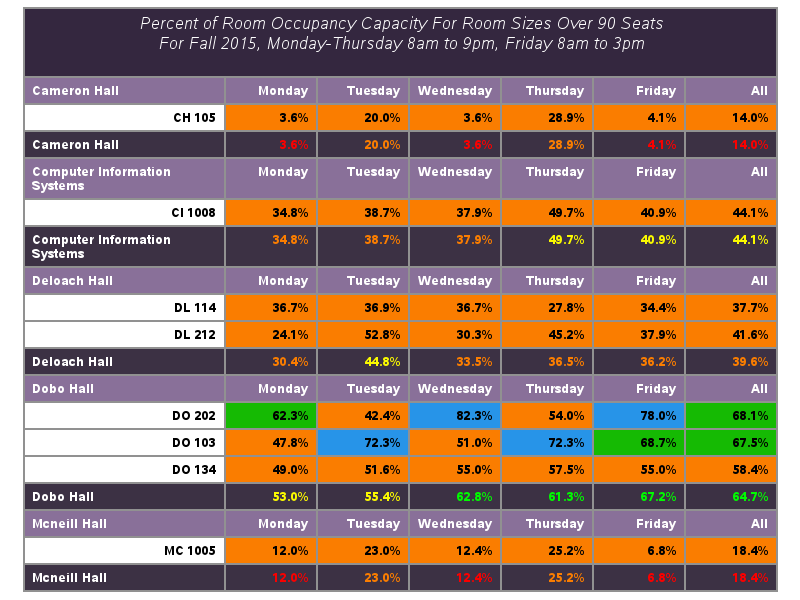 Percent of Room Occupancy Capacity For Room Sizes Over 90 Seats
For Fall 2015, Monday-Thursday 8am to 9pm, Friday 8am to 3pm
Cameron Hall Monday Tuesday Wednesday Thursday Friday All
CH 105 3.6% 20.0% 3.6% 28.9% 4.1% 14.0%
Cameron Hall 3.6% 20.0% 3.6% 28.9% 4.1% 14.0%
Computer Information Monday Tuesday Wednesday Thursday Friday All
Systems
CI 1008 34.8% 38.7% 37.9% 49.7% 40.9% 44.1%
Computer Information 34.8% 38.7% 37.9% 49.7% 40.9% 44.1%
Systems
Deloach Hall Monday Tuesday Wednesday Thursday Friday All
DL 114 36.7% 36.9% 36.7% 27.8% 34.4% 37.7%
DL 212 24.1% 52.8% 30.3% 45.2% 37.9% 41.6%
Deloach Hall 30.4% 44.8% 33.5% 36.5% 36.2% 39.6%
Dobo Hall Monday Tuesday Wednesday Thursday Friday All
DO 202 62.3% 42.4% 82.3% 54.0% 78.0% 68.1%
DO 103 47.8% 72.3% 51.0% 72.3% 68.7% 67.5%
DO 134 49.0% 51.6% 55.0% 57.5% 55.0% 58.4%
Dobo Hall 53.0% 55.4% 62.8% 61.3% 67.2% 64.7%
Mcneill Hall Monday Tuesday Wednesday Thursday Friday All
MC 1005 12.0% 23.0% 12.4% 25.2% 6.8% 18.4%
Mcneill Hall 12.0% 23.0% 12.4% 25.2% 6.8% 18.4%